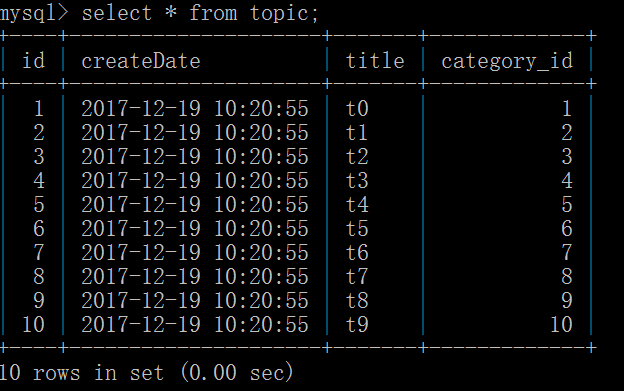 mysql> select * from topic;
+----+---------------------+-------+-------------+
| id | createDate          | title | category_id |
+----+---------------------+-------+-------------+
|  1 | 2017-12-19 10:20:55 | t0    |           1 |
|  2 | 2017-12-19 10:20:55 | t1    |           2 |
|  3 | 2017-12-19 10:20:55 | t2    |           3 |
|  4 | 2017-12-19 10:20:55 | t3    |           4 |
|  5 | 2017-12-19 10:20:55 | t4    |           5 |
|  6 | 2017-12-19 10:20:55 | t5    |           6 |
|  7 | 2017-12-19 10:20:55 | t6    |           7 |
|  8 | 2017-12-19 10:20:55 | t7    |           8 |
|  9 | 2017-12-19 10:20:55 | t8    |           9 |
| 10 | 2017-12-19 10:20:55 | t9    |          10 |
+----+---------------------+-------+-------------+
10 rows in set (0.00 sec)